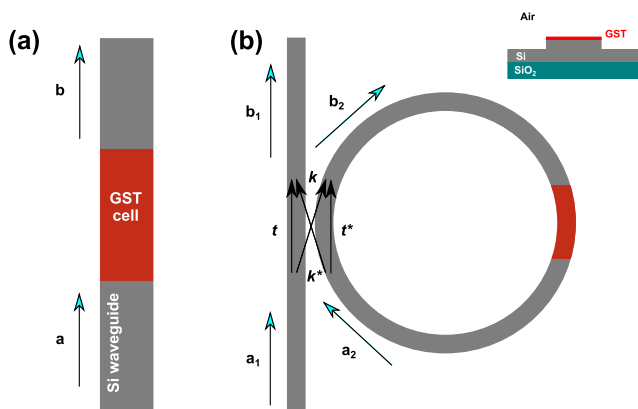 (a)
b
GST
cell
a
Si waveguide
(b)
b1
b2
k
t
t*
k*
a1
a2
Air
GST
Si
SiO2